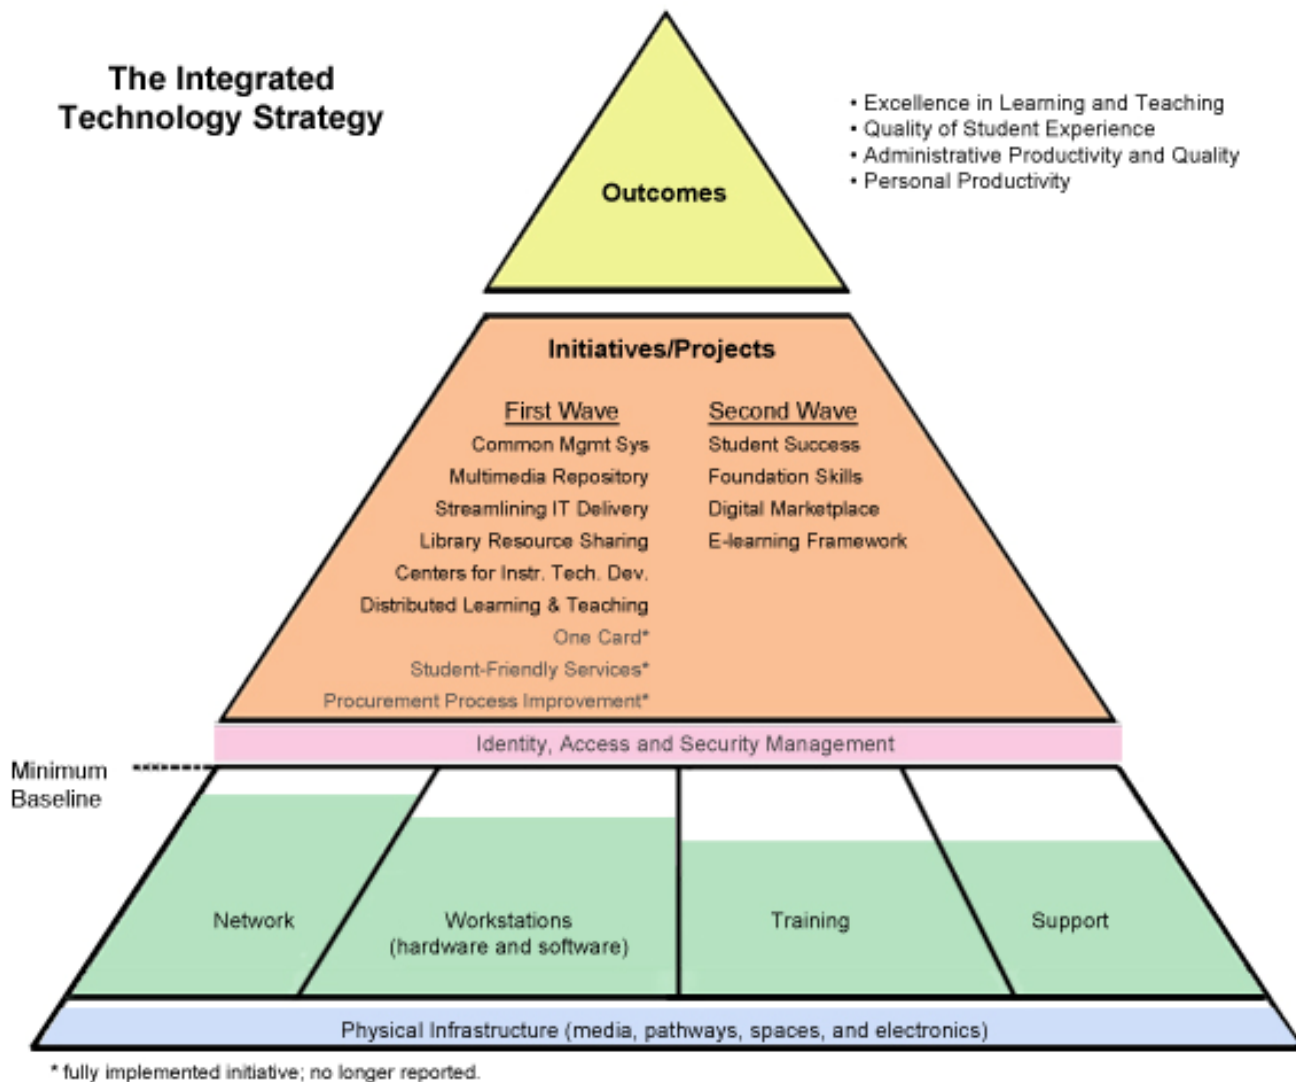 The Integrated
Technology Strategy
• Excellence in Learning and Teaching
• Quality of Student Experience
• Administrative Productivity and Quality
• Personal Productivity
Outcomes
Initiatives/Projects
First Wave
Common Mgmt Sys
Multimedia Repository
Streamlining IT Delivery
Library Resource Sharing
Centers for Instr. Tech. Dev.
Distributed Learning & Teaching
One Card*
Student-Friendly Services*
Procurement Process Improvement*
Second Wave
Student Success
Foundation Skills
Digital Marketplace
E-learning Framework
Identity, Access and Security Management
Minimum
Baseline
Network
Workstations
(hardware and software)
Training
Support
Physical Infrastructure (media, pathways, spaces, and electronics)
* fully implemented initiative; no longer reported.